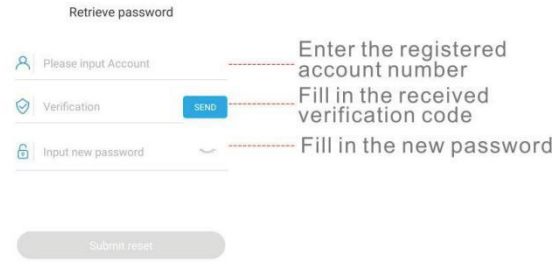 Retrieve password
Please input Account
Enter the registered
account number
Verification
SEND
Fill in the received
verification code
Input new password
Fill in the new password
Submit reset